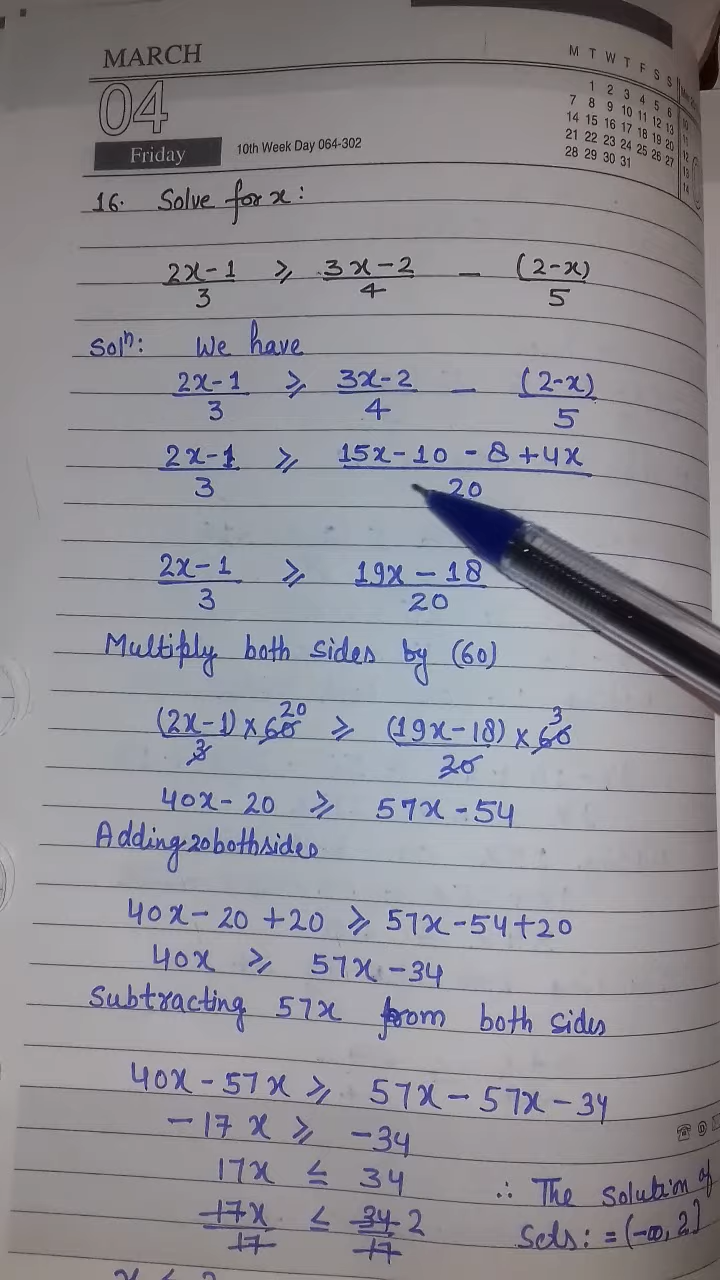 MARCH
04
Friday
10th Week Day 064-302
M T W T F S S
1 2 3 4 5 6
7 8 9 10 11 12 13
14 15 16 17 18 19 20
21 22 23 24 25 26 27
28 29 30 31
16. Solve for x:
(2x-1)/3 ≥ (3x-2)/4 - (2-x)/5
Solⁿ: We have
(2x-1)/3 ≥ (3x-2)/4 - (2-x)/5
(2x-1)/3 ≥ (15x-10-8+4x)/20
(2x-1)/3 ≥ (19x-18)/20
Multiply both sides by (60)
(2x-1)/3 × 60 20 ≥ (19x-18)/20 × 60 3
40x-20 ≥ 57x-54
Adding 20 both sides
40x-20+20 ≥ 57x-54+20
40x ≥ 57x-34
Subtracting 57x from both sides
40x-57x ≥ 57x-57x-34
-17x ≥ -34
17x ≤ 34
17x/17 ≤ 34/17 2
∴ The solution of
Sets: = (-∞, 2]